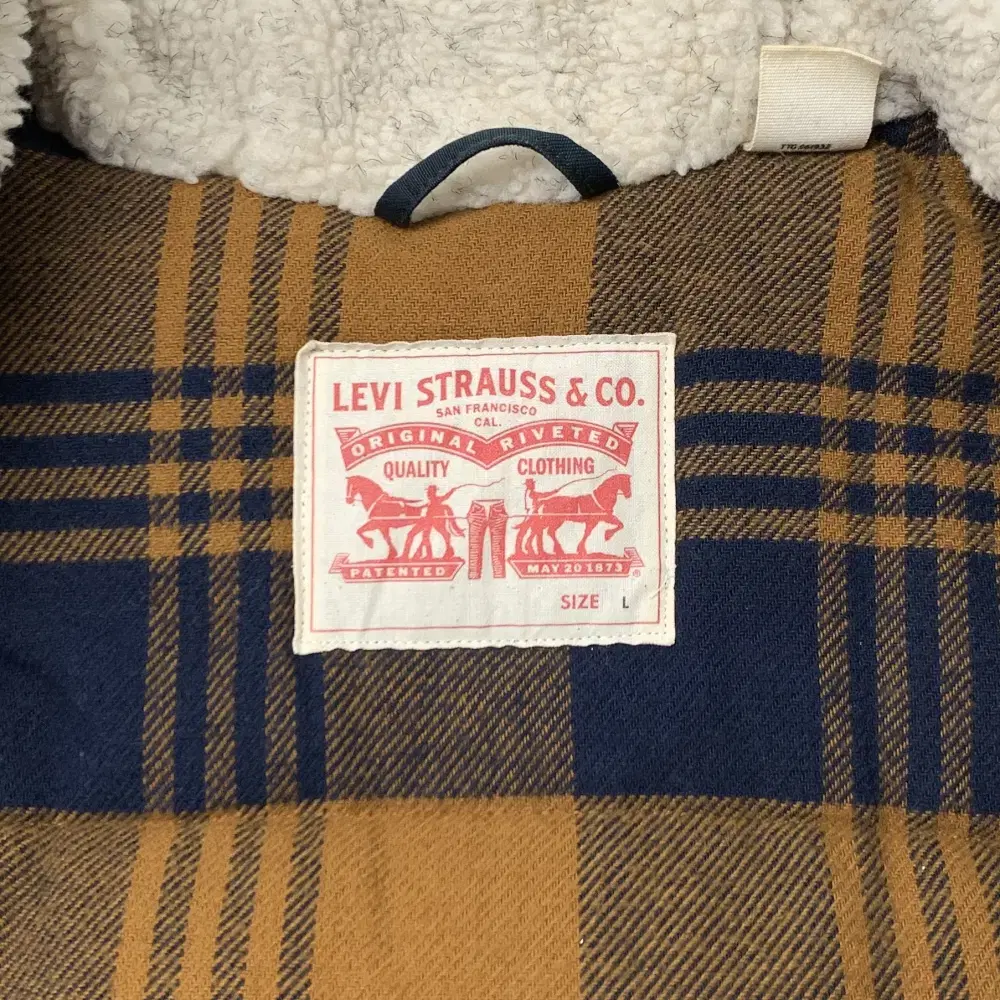 LEVI STRAUSS & CO.
SAN FRANCISCO
CAL.
ORIGINAL RIVETED
QUALITY CLOTHING
PATENTED MAY 20 1873 ®
SIZE L